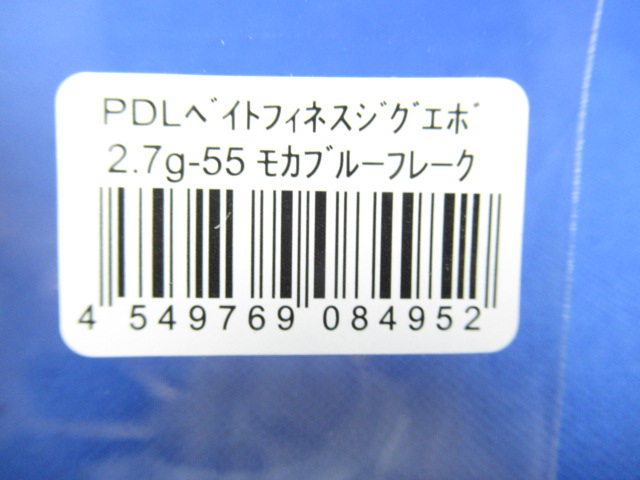 PDLﾍﾞｲﾄﾌｨﾈｽｼﾞｸﾞｴﾎﾞ
2.7g-55 ﾓｶﾌﾞﾙｰﾌﾚｰｸ
4 549769 084952